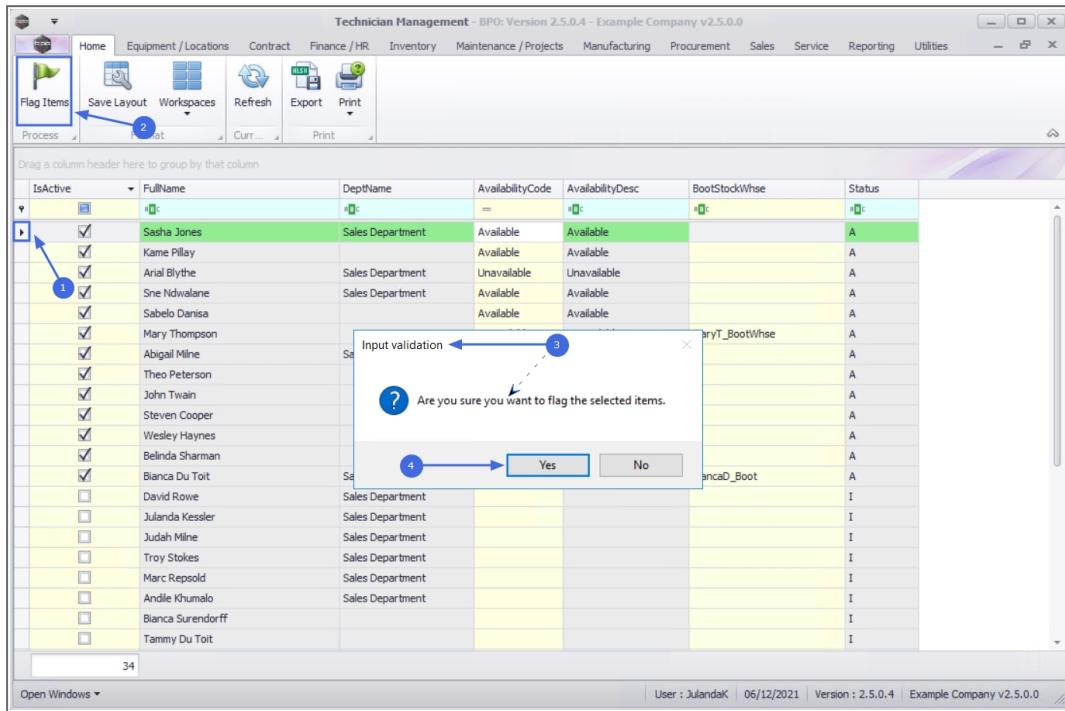 Technician Management - BPO: Version 2.5.0.4 - Example Company v2.5.0.0
Home Equipment / Locations Contract Finance / HR Inventory Maintenance / Projects Manufacturing Procurement Sales Service Reporting Utilities
Flag Items Save Layout Workspaces Refresh Export Print
Process Curr... Print
2
Drag a column header here to group by that column
IsActive FullName DeptName AvailabilityCode AvailabilityDesc BootStockWhse Status
Sasha Jones Sales Department Available Available A
Kame Pillay Available Available A
Arial Blythe Sales Department Unavailable Unavailable A
1
Sne Ndwalane Sales Department Available Available A
Sabelo Danisa Available Available A
Mary Thompson aryT_BootWhse A
Input validation 3
Abigail Milne Sa A
Theo Peterson A
John Twain A
Are you sure you want to flag the selected items.
Steven Cooper A
Wesley Haynes A
Belinda Sharman A
4 Yes No
Bianca Du Toit Sa ancaD_Boot A
David Rowe Sales Department I
Julanda Kessler Sales Department I
Judah Milne Sales Department I
Troy Stokes Sales Department I
Marc Repsold Sales Department I
Andile Khumalo Sales Department I
Bianca Surendorff I
Tammy Du Toit I
34
Open Windows User : JulandaK 06/12/2021 Version : 2.5.0.4 Example Company v2.5.0.0